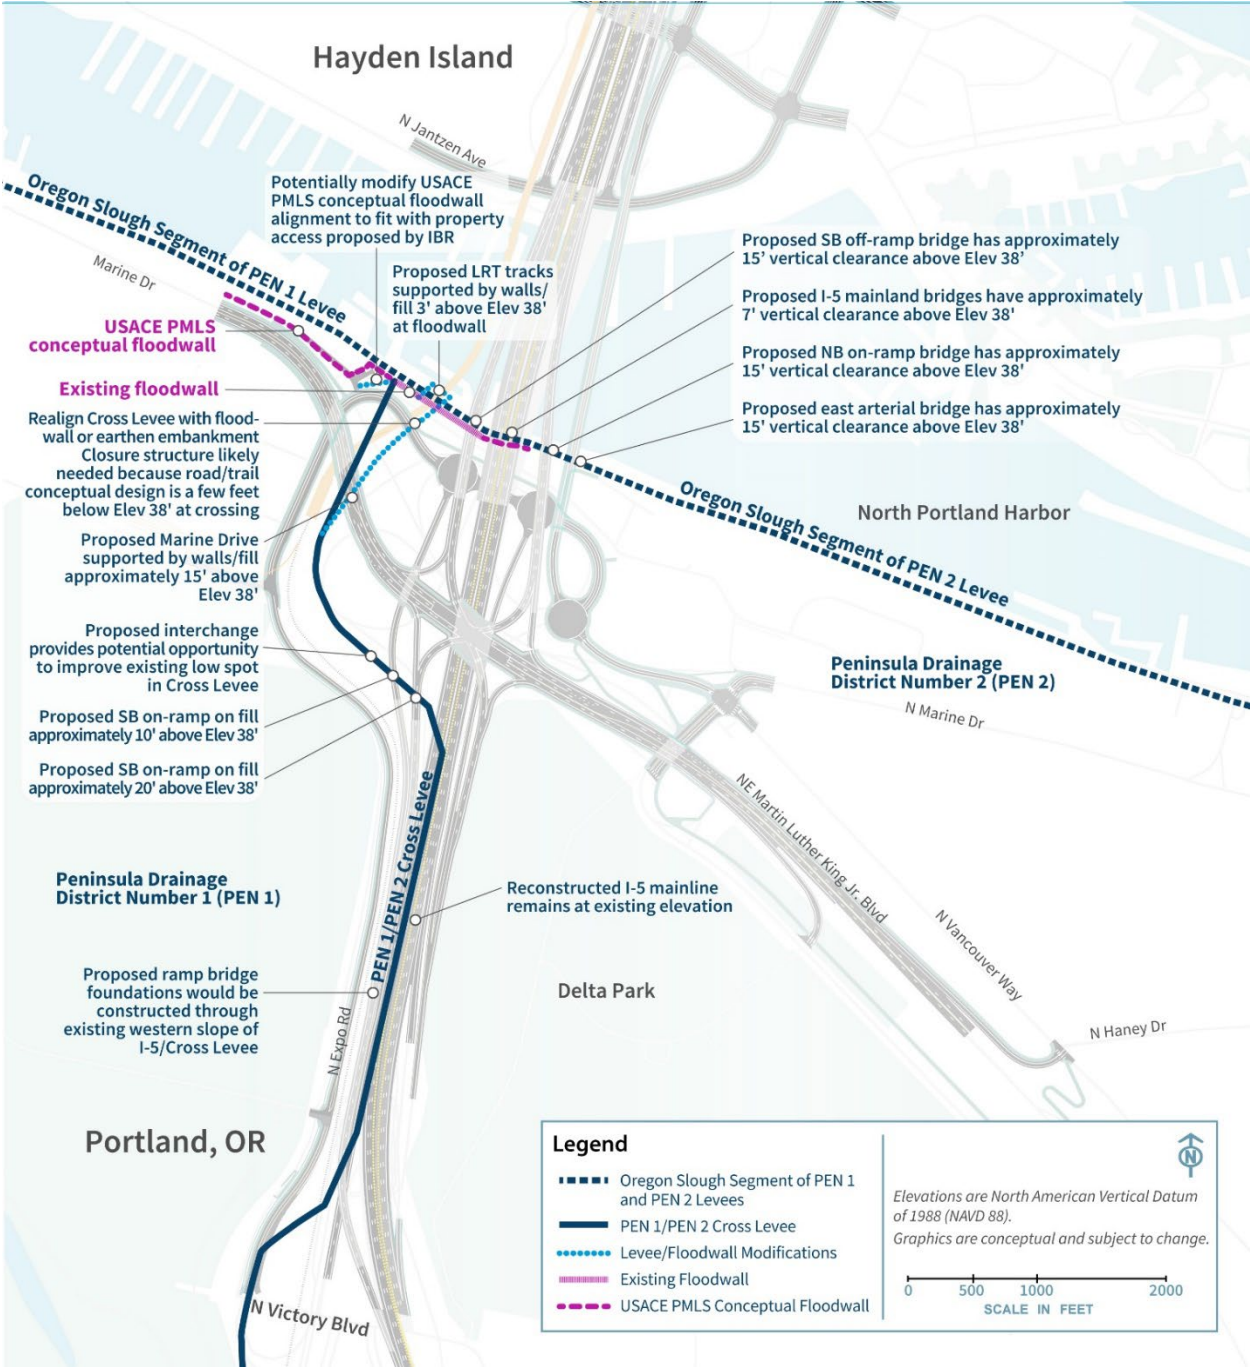 Hayden Island
N Jantzen Ave
Oregon Slough Segment of PEN 1 Levee
Marine Dr
Potentially modify USACE
PMLS conceptual floodwall
alignment to fit with property
access proposed by IBR
Proposed LRT tracks
supported by walls/
fill 3' above Elev 38'
at floodwall
Proposed SB off-ramp bridge has approximately
15’ vertical clearance above Elev 38’
Proposed I-5 mainland bridges have approximately
7' vertical clearance above Elev 38'
Proposed NB on-ramp bridge has approximately
15' vertical clearance above Elev 38'
Proposed east arterial bridge has approximately
15' vertical clearance above Elev 38'
USACE PMLS
conceptual floodwall
Existing floodwall
Realign Cross Levee with flood-
wall or earthen embankment
Closure structure likely
needed because road/trail
conceptual design is a few feet
below Elev 38' at crossing
Proposed Marine Drive
supported by walls/fill
approximately 15' above
Elev 38'
Proposed interchange
provides potential opportunity
to improve existing low spot
in Cross Levee
Proposed SB on-ramp on fill
approximately 10' above Elev 38'
Proposed SB on-ramp on fill
approximately 20' above Elev 38'
Oregon Slough Segment of PEN 2 Levee
North Portland Harbor
Peninsula Drainage
District Number 2 (PEN 2)
N Marine Dr
NE Martin Luther King Jr. Blvd
N Vancouver Way
N Haney Dr
PEN 1/PEN 2 Cross Levee
Peninsula Drainage
District Number 1 (PEN 1)
Reconstructed I-5 mainline
remains at existing elevation
Delta Park
Proposed ramp bridge
foundations would be
constructed through
existing western slope of
I-5/Cross Levee
N Expo Rd
Portland, OR
N Victory Blvd
Legend
Oregon Slough Segment of PEN 1
and PEN 2 Levees
PEN 1/PEN 2 Cross Levee
Levee/Floodwall Modifications
Existing Floodwall
USACE PMLS Conceptual Floodwall
N
Elevations are North American Vertical Datum
of 1988 (NAVD 88).
Graphics are conceptual and subject to change.
0 500 1000 2000
SCALE IN FEET